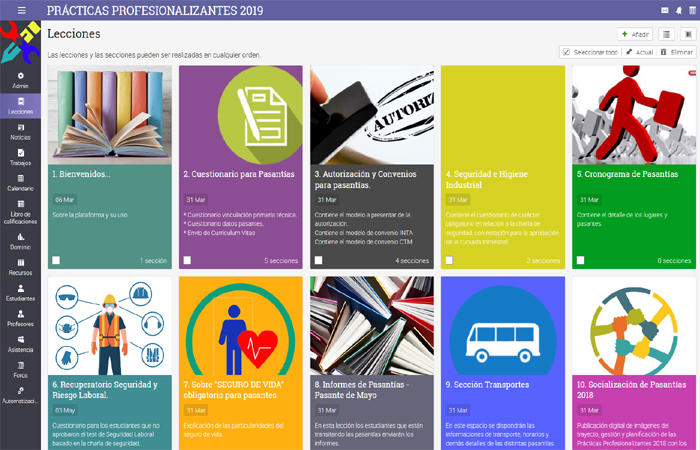 PRÁCTICAS PROFESIONALIZANTES 2019
Admin
Lecciones
Noticias
Trabajos
Calendario
Libro de
calificaciones
Dominio
Recursos
Estudiantes
Profesores
Asistencia
Foros
Automatizaci...
Lecciones
Añadir
Las lecciones y las secciones pueden ser realizadas en cualquier orden.
Seleccionar todo
Actual
Eliminar
1. Bienvenidos...
06 Mar
Sobre la plataforma y su uso.
1 sección
2. Cuestionario para Pasantías
31 Mar
* Cuestionario vinculación primaria técnica.
* Cuestionario datos pasantes.
* Envío de Curriculum Vitae
5 secciones
AUTORIZ
3. Autorización y Convenios
para pasantías.
31 Mar
Contiene el modelo a presentar de la
autorización.
Contiene el modelo de convenio INTA
Contiene el modelo de convenio CTM
4 secciones
4. Seguridad e Higiene
Industrial
31 Mar
Contiene el cuestionario de carácter
obligatorio en relación a la charla de
seguridad, con notación para la aprobación
de la cursada trimestral
2 secciones
5. Cronograma de Pasantías
31 Mar
Contiene el detalle de los lugares y
pasantes.
0 secciones
6. Recuperatorio Seguridad y
Riesgo Laboral.
03 May
Cuestionario para los estudiantes que no
aprobaron el test de Seguridad Laboral
basado en la charla de seguridad.
7. Sobre "SEGURO DE VIDA"
obligatorio para pasantes
31 Mar
Explicación de las particularidades del
seguro de vida.
8. Informes de Pasantías -
Pasante de Mayo
31 Mar
En esta lección los estudiantes que están
transitando las pasantías enviarán los
informes.
9. Sección Transportes
31 Mar
En este espacio se dispondrán las
informaciones de transporte, horarios y
demás detalles de las distintas pasantías.
10. Socialización de Pasantías
2018
31 Mar
Publicación digital de imágenes del
trayecto, gestión y planificación de las
Prácticas Profesionalizantes 2018 con los